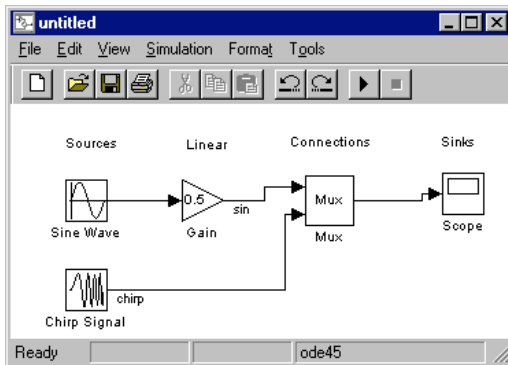 untitled
File Edit View Simulation Format Tools
Sources Linear Connections Sinks
0.5
Mux
sin
Sine Wave Gain Mux Scope
chirp
Chirp Signal
Ready ode45